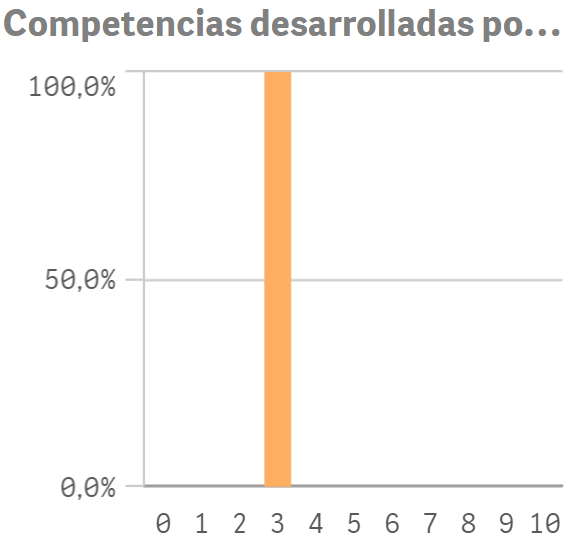 Competencias desarrolladas po...
100,0%
50,0%
0,0%
0 1 2 3 4 5 6 7 8 9 10